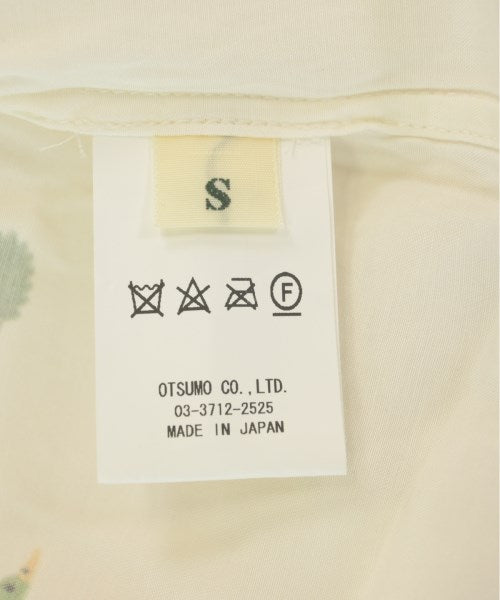 S
F
OTSUMO CO.,LTD.
03-3712-2525
MADE IN JAPAN